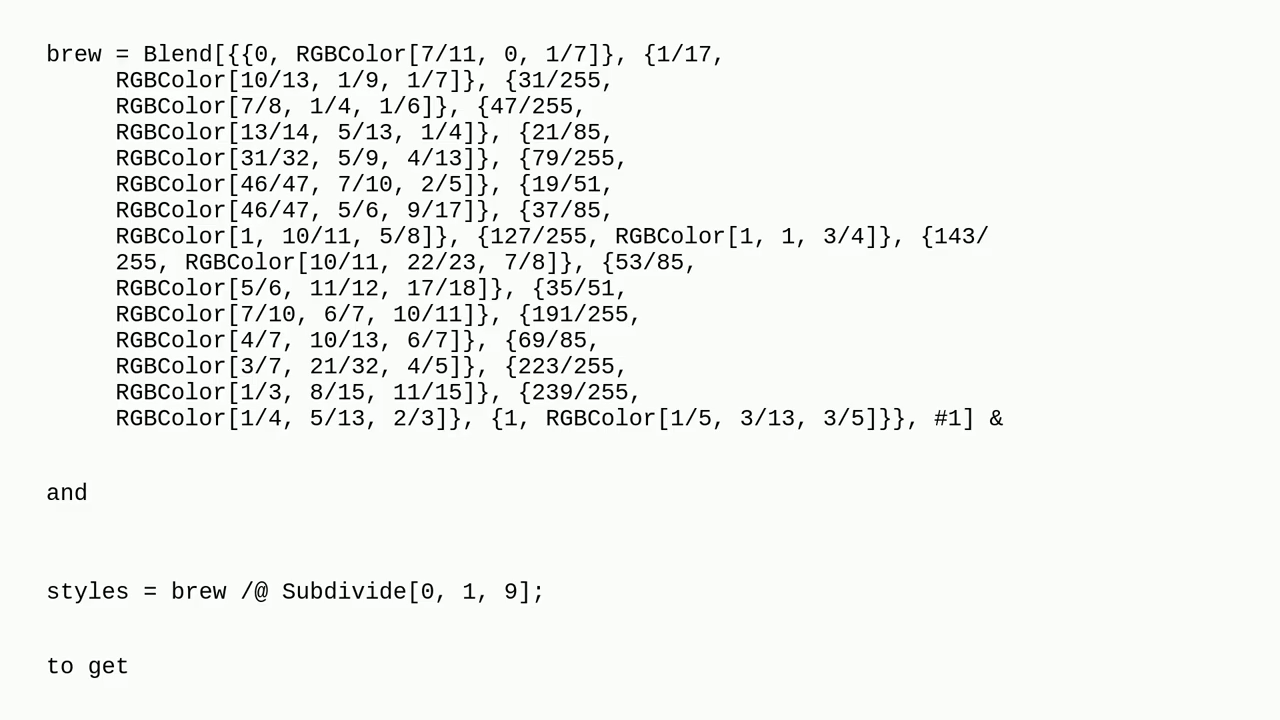 brew = Blend[{{0, RGBColor[7/11, 0, 1/7]}, {1/17,
RGBColor[10/13, 1/9, 1/7]}, {31/255,
RGBColor[7/8, 1/4, 1/6]}, {47/255,
RGBColor[13/14, 5/13, 1/4]}, {21/85,
RGBColor[31/32, 5/9, 4/13]}, {79/255,
RGBColor[46/47, 7/10, 2/5]}, {19/51,
RGBColor[46/47, 5/6, 9/17]}, {37/85,
RGBColor[1, 10/11, 5/8]}, {127/255, RGBColor[1, 1, 3/4]}, {143/
255, RGBColor[10/11, 22/23, 7/8]}, {53/85,
RGBColor[5/6, 11/12, 17/18]}, {35/51,
RGBColor[7/10, 6/7, 10/11]}, {191/255,
RGBColor[4/7, 10/13, 6/7]}, {69/85,
RGBColor[3/7, 21/32, 4/5]}, {223/255,
RGBColor[1/3, 8/15, 11/15]}, {239/255,
RGBColor[1/4, 5/13, 2/3]}, {1, RGBColor[1/5, 3/13, 3/5]}}, #1] &
and
styles = brew /@ Subdivide[0, 1, 9];
to get